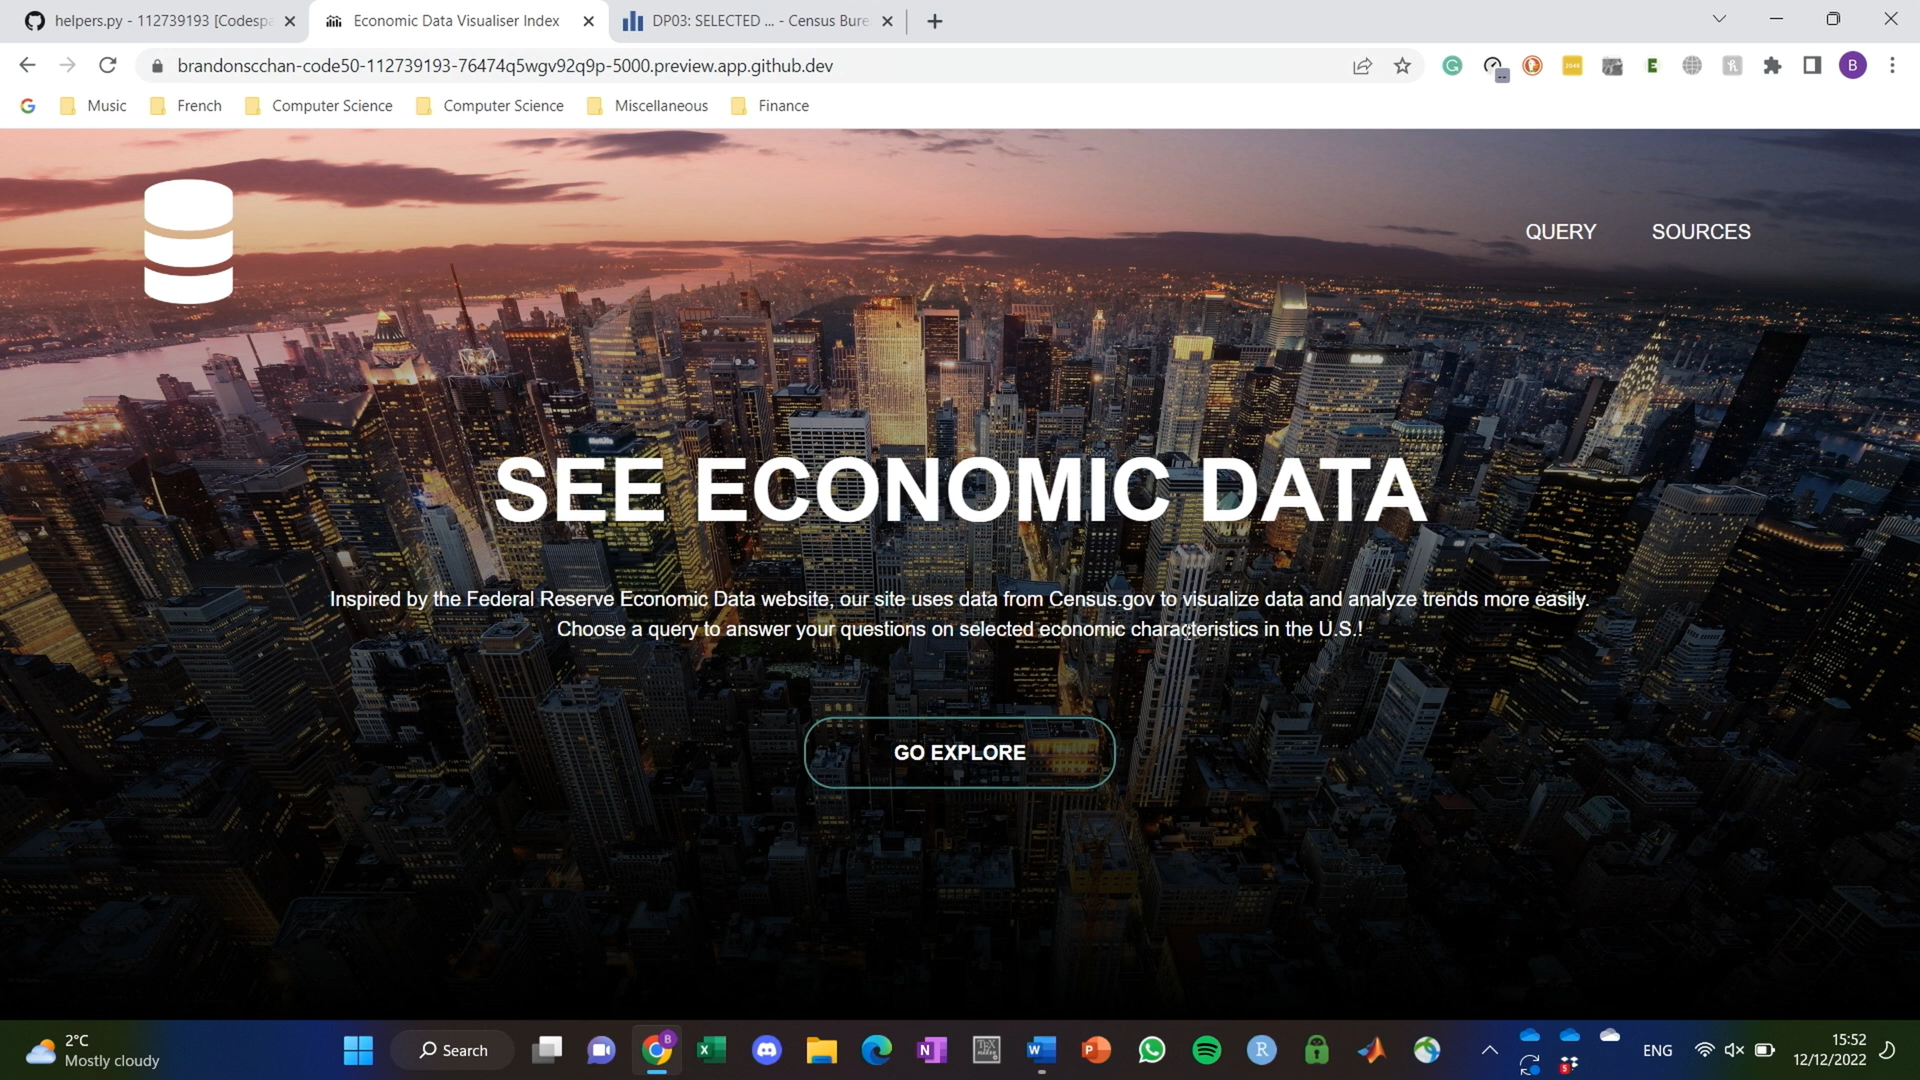 helpers.py - 112739193 [Codespa
Economic Data Visualiser Index
DP03: SELECTED ... - Census Bure
brandonscchan-code50-112739193-76474q5wgv92q9p-5000.preview.app.github.dev
B
Music
French
Computer Science
Computer Science
Miscellaneous
Finance
QUERY
SOURCES
SEE ECONOMIC DATA
Inspired by the Federal Reserve Economic Data website, our site uses data from Census.gov to visualize data and analyze trends more easily.
Choose a query to answer your questions on selected economic characteristics in the U.S.!
GO EXPLORE
2°C
Mostly cloudy
Search
ENG
15:52
12/12/2022